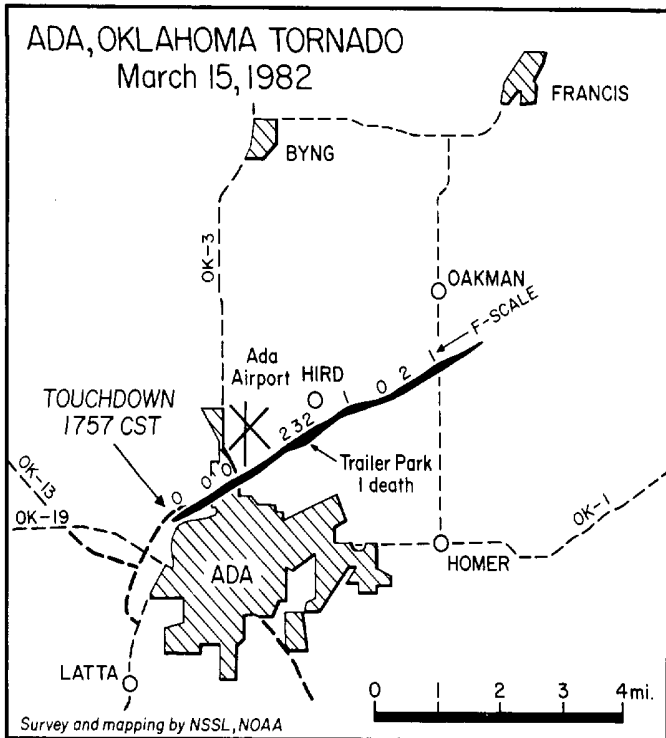 ADA, OKLAHOMA TORNADO
March 15, 1982
FRANCIS
BYNG
OK-3
OAKMAN
F-SCALE
Ada
Airport
HIRD
TOUCHDOWN
1757 CST
0 0 0 2 3 2 1 0 2 1
Trailer Park
1 death
OK-13
OK-19
OK-1
HOMER
ADA
LATTA
0 1 2 3 4 mi.
Survey and mapping by NSSL, NOAA